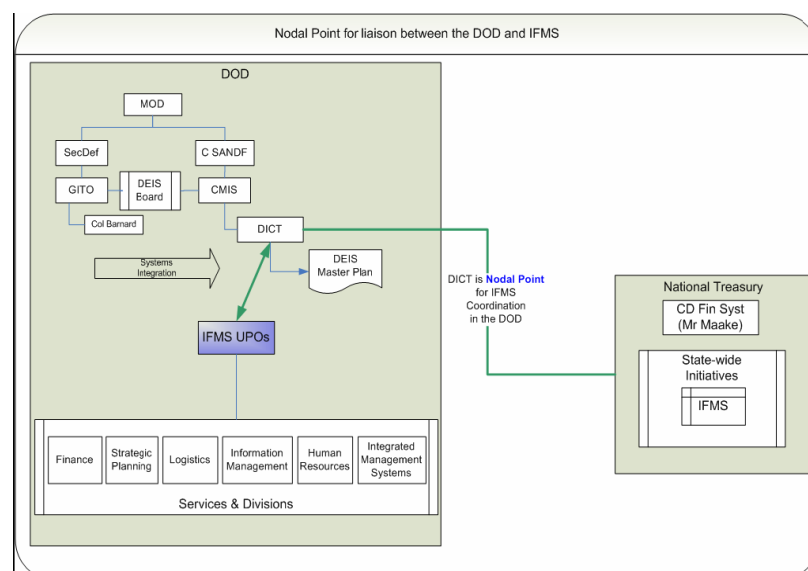 Nodal Point for liaison between the DOD and IFMS
DOD
MOD
SecDef
C SANDF
GITO
DEIS
Board
CMIS
Col Barnard
DICT
Systems
Integration
DEIS
Master Plan
IFMS UPOs
Finance
Strategic
Planning
Logistics
Information
Management
Human
Resources
Integrated
Management
Systems
Services & Divisions
DICT is Nodal Point
for IFMS
Coordination
in the DOD
National Treasury
CD Fin Syst
(Mr Maake)
State-wide
Initiatives
IFMS